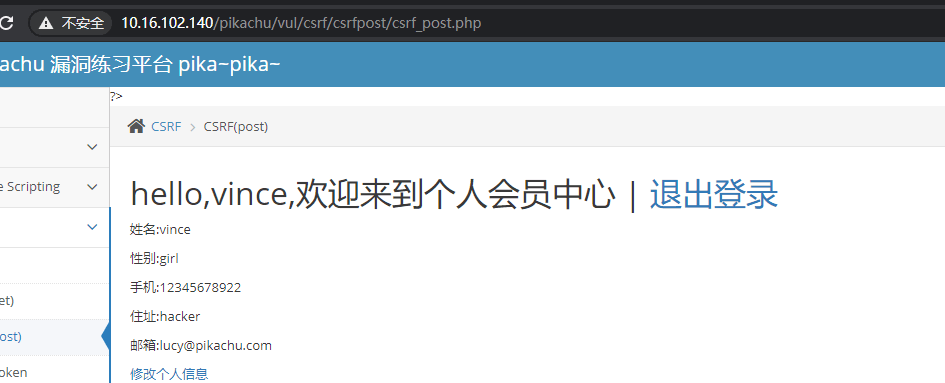 不安全 10.16.102.140/pikachu/vul/csrf/csrfpost/csrf_post.php
achu 漏洞练习平台 pika~pika~
?>
CSRF > CSRF(post)
e Scripting
hello,vince,欢迎来到个人会员中心 | 退出登录
姓名:vince
性别:girl
手机:12345678922
住址:hacker
邮箱:lucy@pikachu.com
修改个人信息
et)
ost)
oken